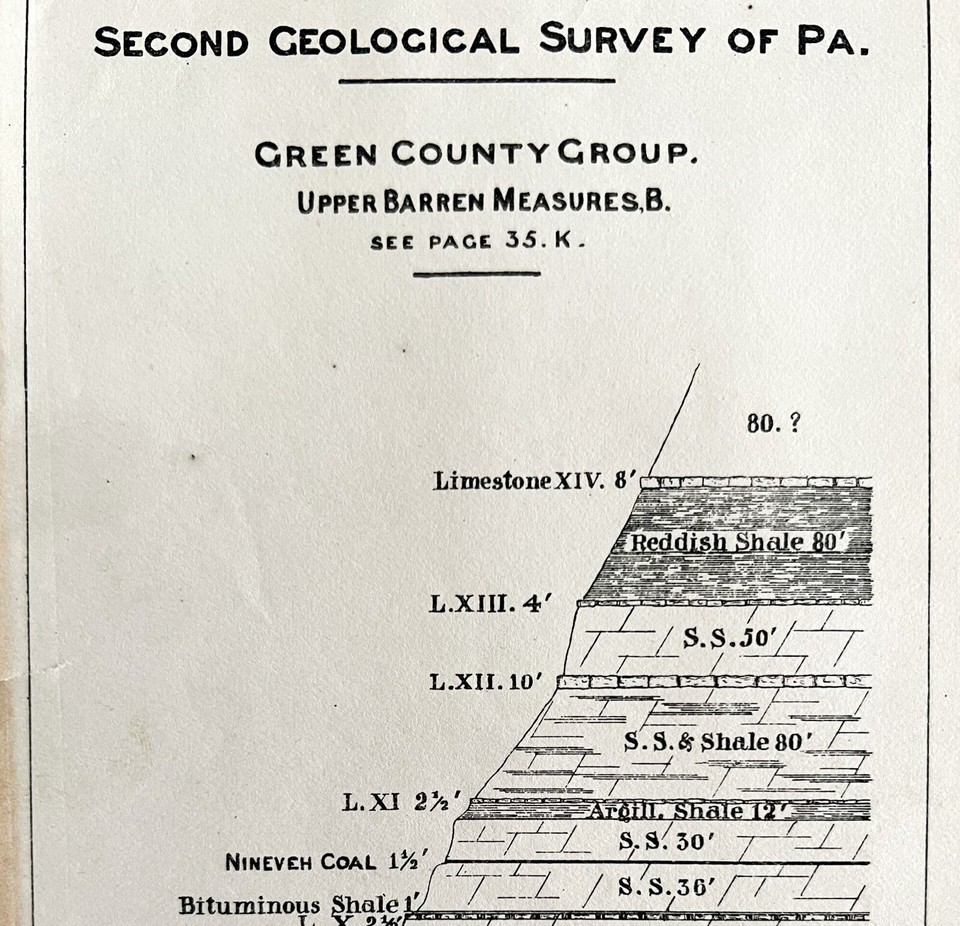 SECOND GEOLOGICAL SURVEY OF PA.
GREEN COUNTY GROUP.
UPPER BARREN MEASURES, B.
SEE PAGE 35. K.
80. ?
Limestone XIV. 8'
Reddish Shale 80'
L.XIII. 4'
S.S. 50'
L.XII. 10'
S.S. & Shale 80'
L.XI 2½'
Argill. Shale 12'
S.S. 30'
NINEVEH COAL 1½'
S.S. 36'
Bituminous Shale 1'
L. X.